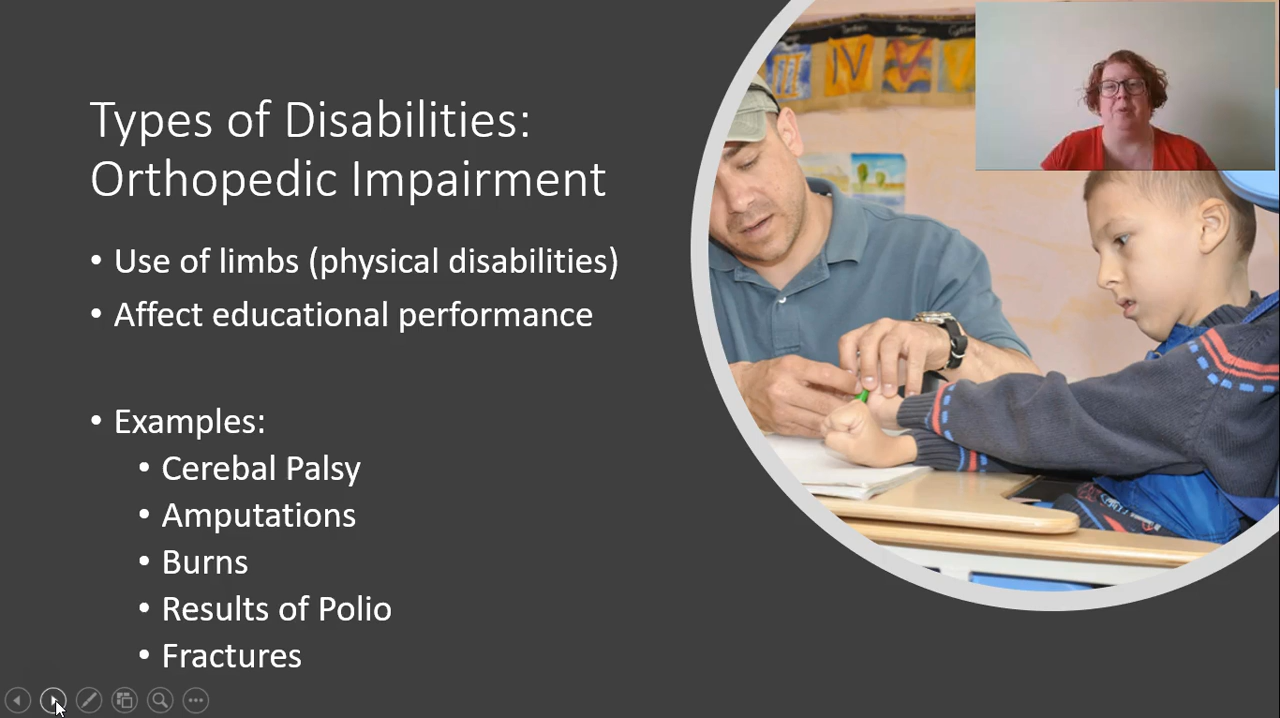 Types of Disabilities:
Orthopedic Impairment
• Use of limbs (physical disabilities)
• Affect educational performance
• Examples:
• Cerebal Palsy
• Amputations
• Burns
• Results of Polio
• Fractures